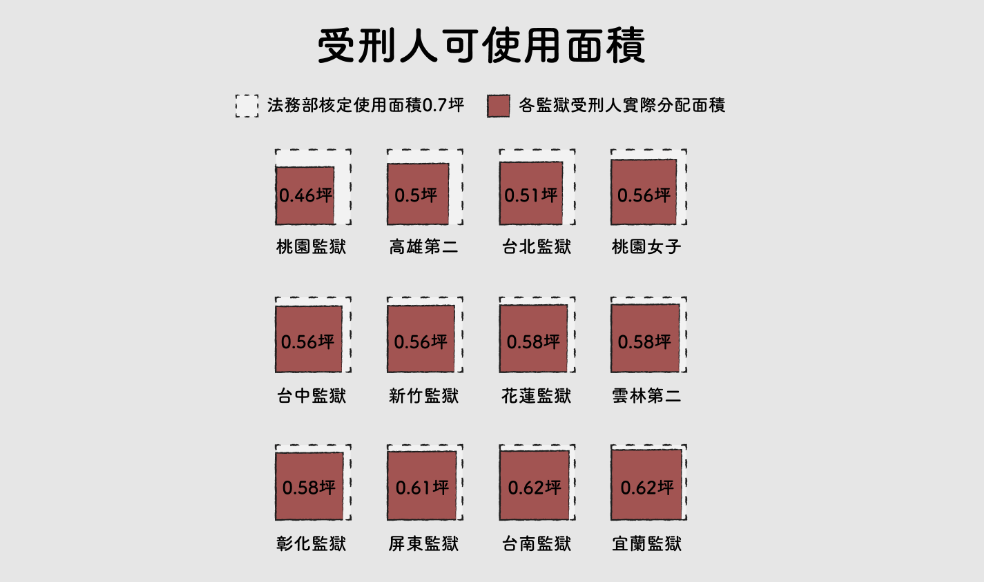 受刑人可使用面積
法務部核定使用面積0.7坪 各監獄受刑人實際分配面積
0.46坪 0.5坪 0.51坪 0.56坪
桃園監獄 高雄第二 台北監獄 桃園女子
0.56坪 0.56坪 0.58坪 0.58坪
台中監獄 新竹監獄 花蓮監獄 雲林第二
0.58坪 0.61坪 0.62坪 0.62坪
彰化監獄 屏東監獄 台南監獄 宜蘭監獄